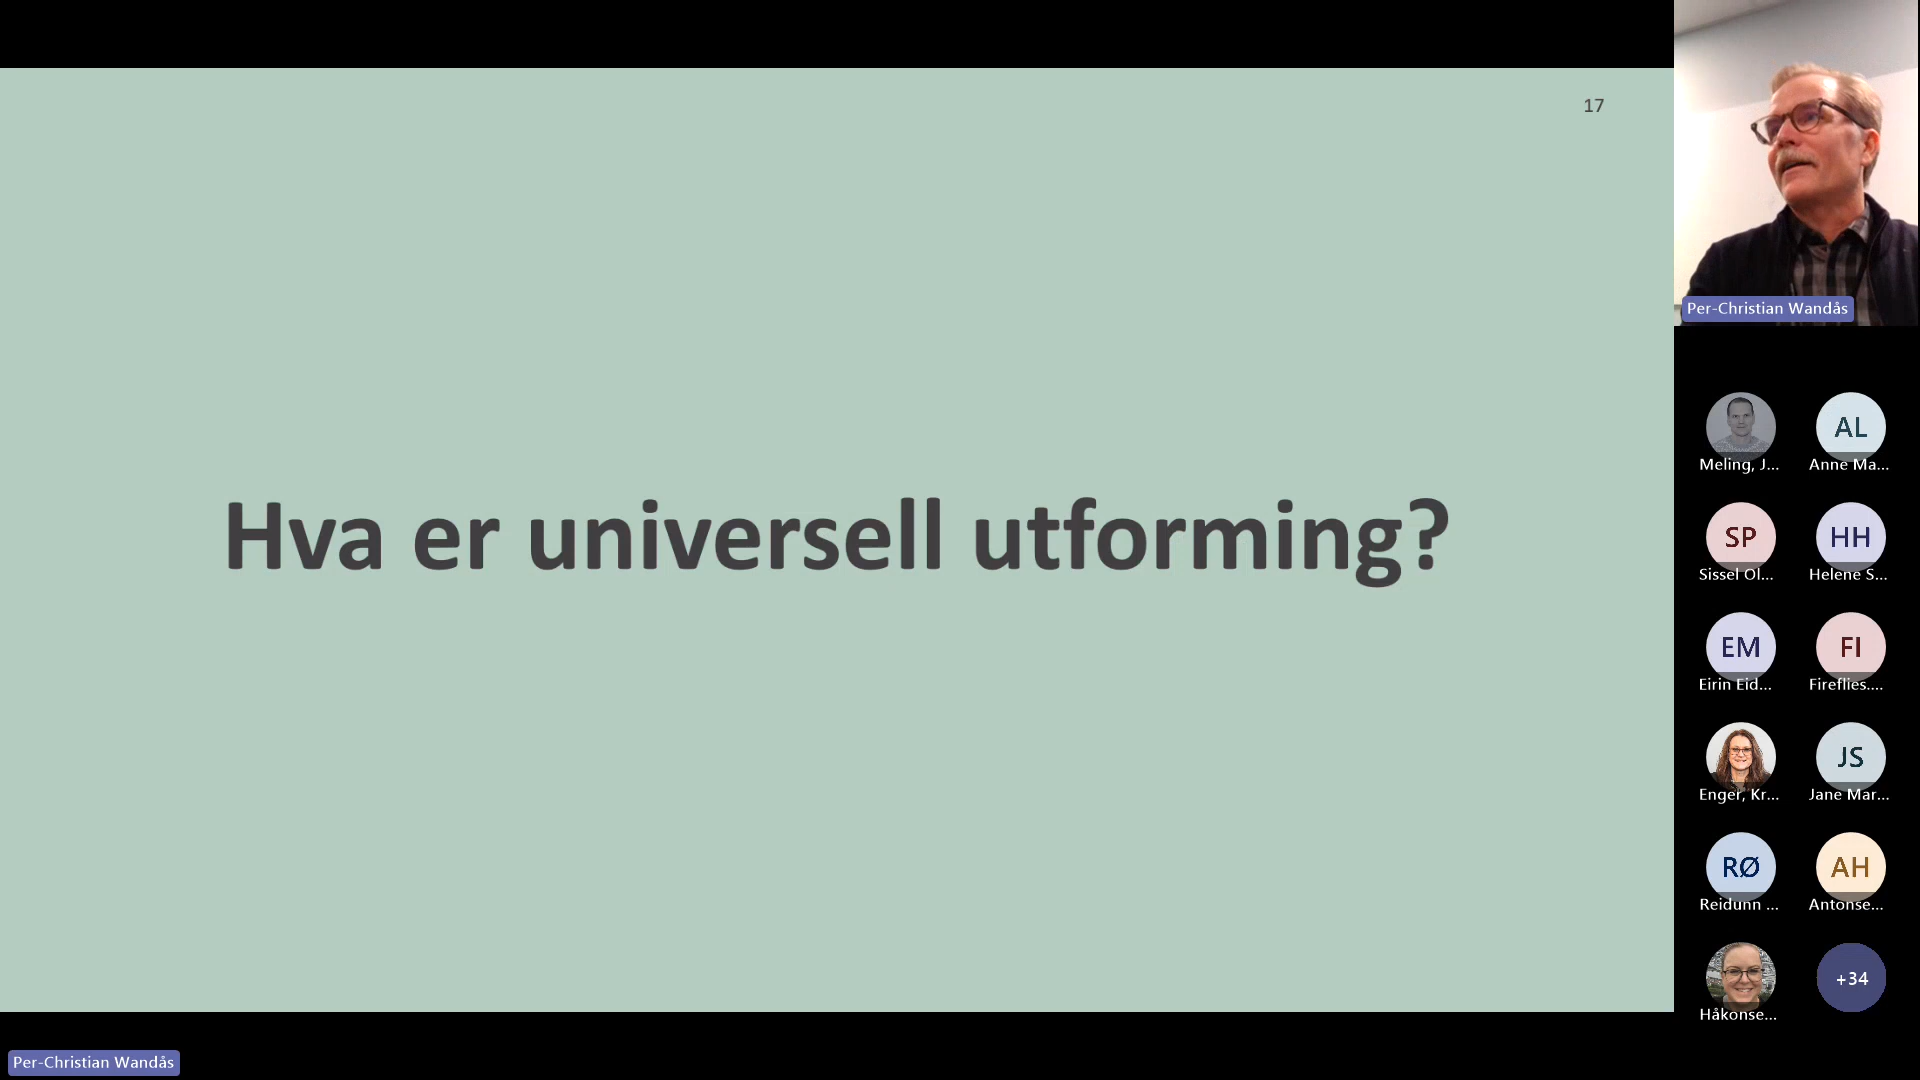 17
Hva er universell utforming?
Per-Christian Wandås
Meling, J...
AL
Anne Ma...
SP
Sissel Ol...
HH
Helene S...
EM
Eirin Eid...
FI
Fireflies....
Enger, Kr...
JS
Jane Mar...
RØ
Reidunn ...
AH
Antonse...
Håkonse...
+34
Per-Christian Wandås